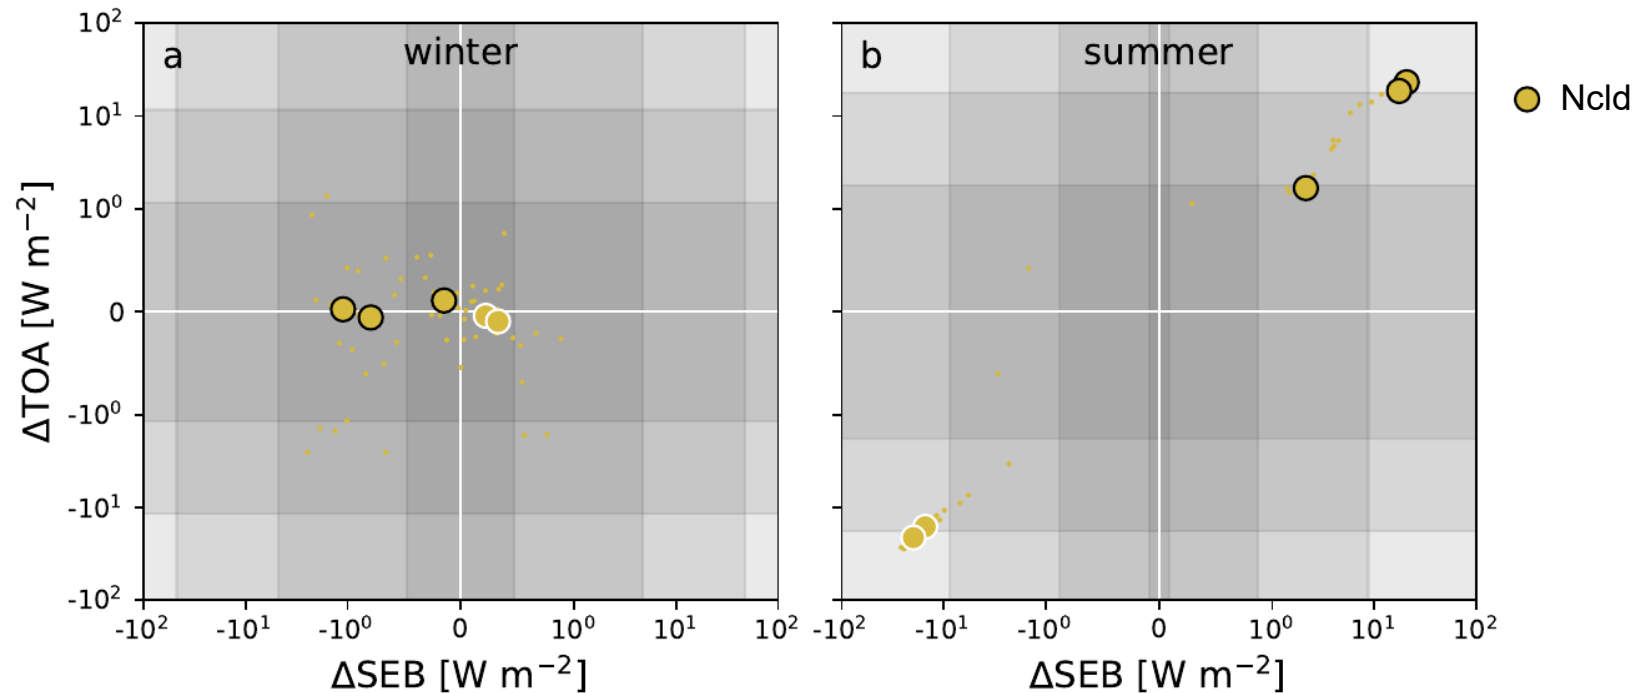 a winter
b summer
Ncld
10²
10¹
10⁰
0
-10⁰
-10¹
-10²
ΔTOA [W m⁻²]
-10² -10¹ -10⁰ 0 10⁰ 10¹ 10²
-10² -10¹ -10⁰ 0 10⁰ 10¹ 10²
ΔSEB [W m⁻²]
ΔSEB [W m⁻²]